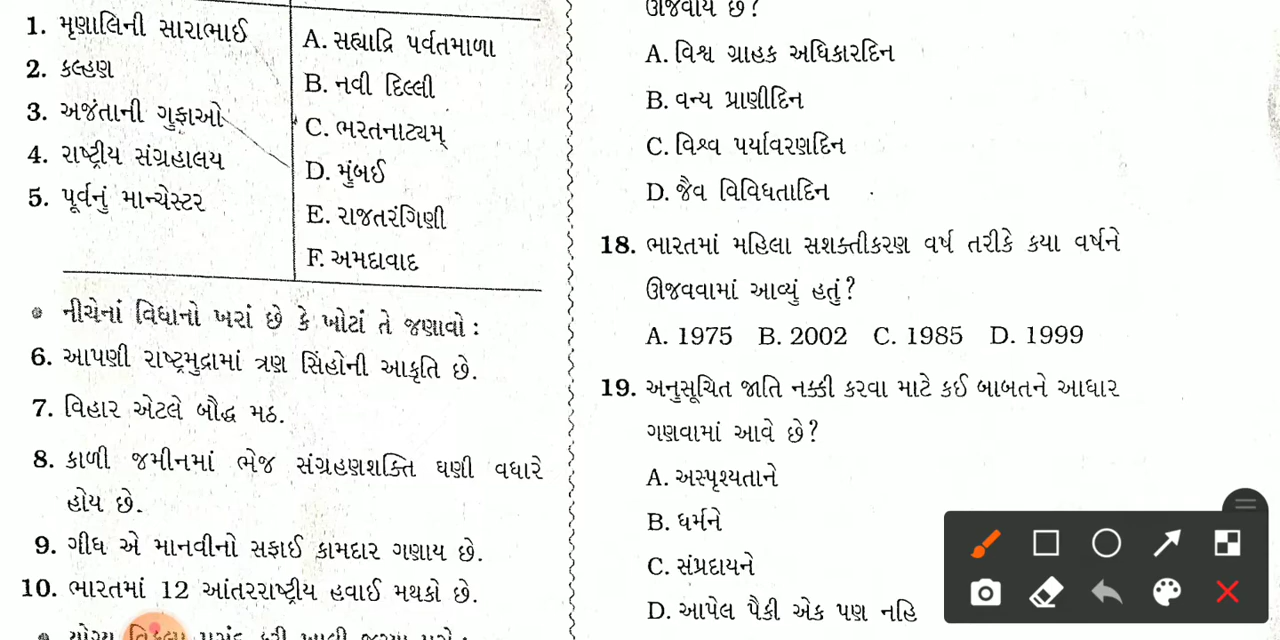 1. મૃણાલિની સારાભાઈ
2. કલ્હણ
3. અજંતાની ગુફાઓ
4. રાષ્ટ્રીય સંગ્રહાલય
5. પૂર્વનું માન્ચેસ્ટર
A. સહ્યાદ્રિ પર્વતમાળા
B. નવી દિલ્લી
C. ભરતનાટ્યમ્
D. મુંબઈ
E. રાજતરંગિણી
F. અમદાવાદ
● નીચેનાં વિધાનો ખરાં છે કે ખોટાં તે જણાવો :
6. આપણી રાષ્ટ્રમુદ્રામાં ત્રણ સિંહોની આકૃતિ છે.
7. વિહાર એટલે બૌદ્ધ મઠ.
8. કાળી જમીનમાં ભેજ સંગ્રહણશક્તિ ઘણી વધારે
હોય છે.
9. ગીધ એ માનવીનો સફાઈ કામદાર ગણાય છે.
10. ભારતમાં 12 આંતરરાષ્ટ્રીય હવાઈ મથકો છે.
ઊજવાય છે?
A. વિશ્વ ગ્રાહક અધિકારદિન
B. વન્ય પ્રાણીદિન
C. વિશ્વ પર્યાવરણદિન
D. જૈવ વિવિધતાદિન
18. ભારતમાં મહિલા સશક્તીકરણ વર્ષ તરીકે કયા વર્ષને
ઊજવવામાં આવ્યું હતું?
A. 1975 B. 2002 C. 1985 D. 1999
19. અનુસૂચિત જાતિ નક્કી કરવા માટે કઈ બાબતને આધાર
ગણવામાં આવે છે?
A. અસ્પૃશ્યતાને
B. ધર્મને
C. સંપ્રદાયને
D. આપેલ પૈકી એક પણ નહિ